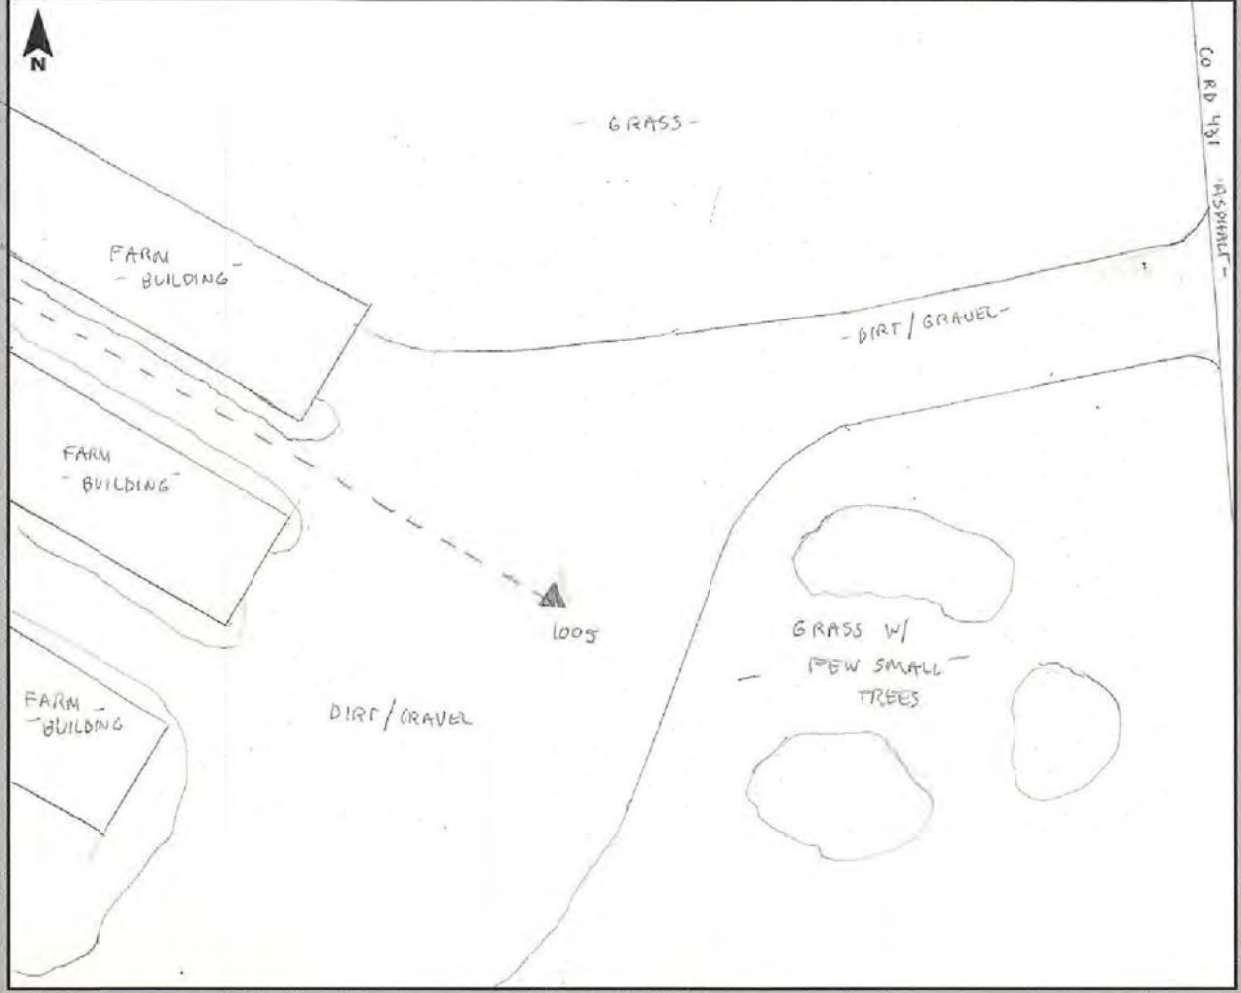 N
- GRASS -
CO RD 431 ASPHALT -
FARM
- BUILDING -
- DIRT/GRAVEL -
FARM
- BUILDING -
1005
GRASS W/
- FEW SMALL -
TREES
FARM -
- BUILDING
DIRT/GRAVEL